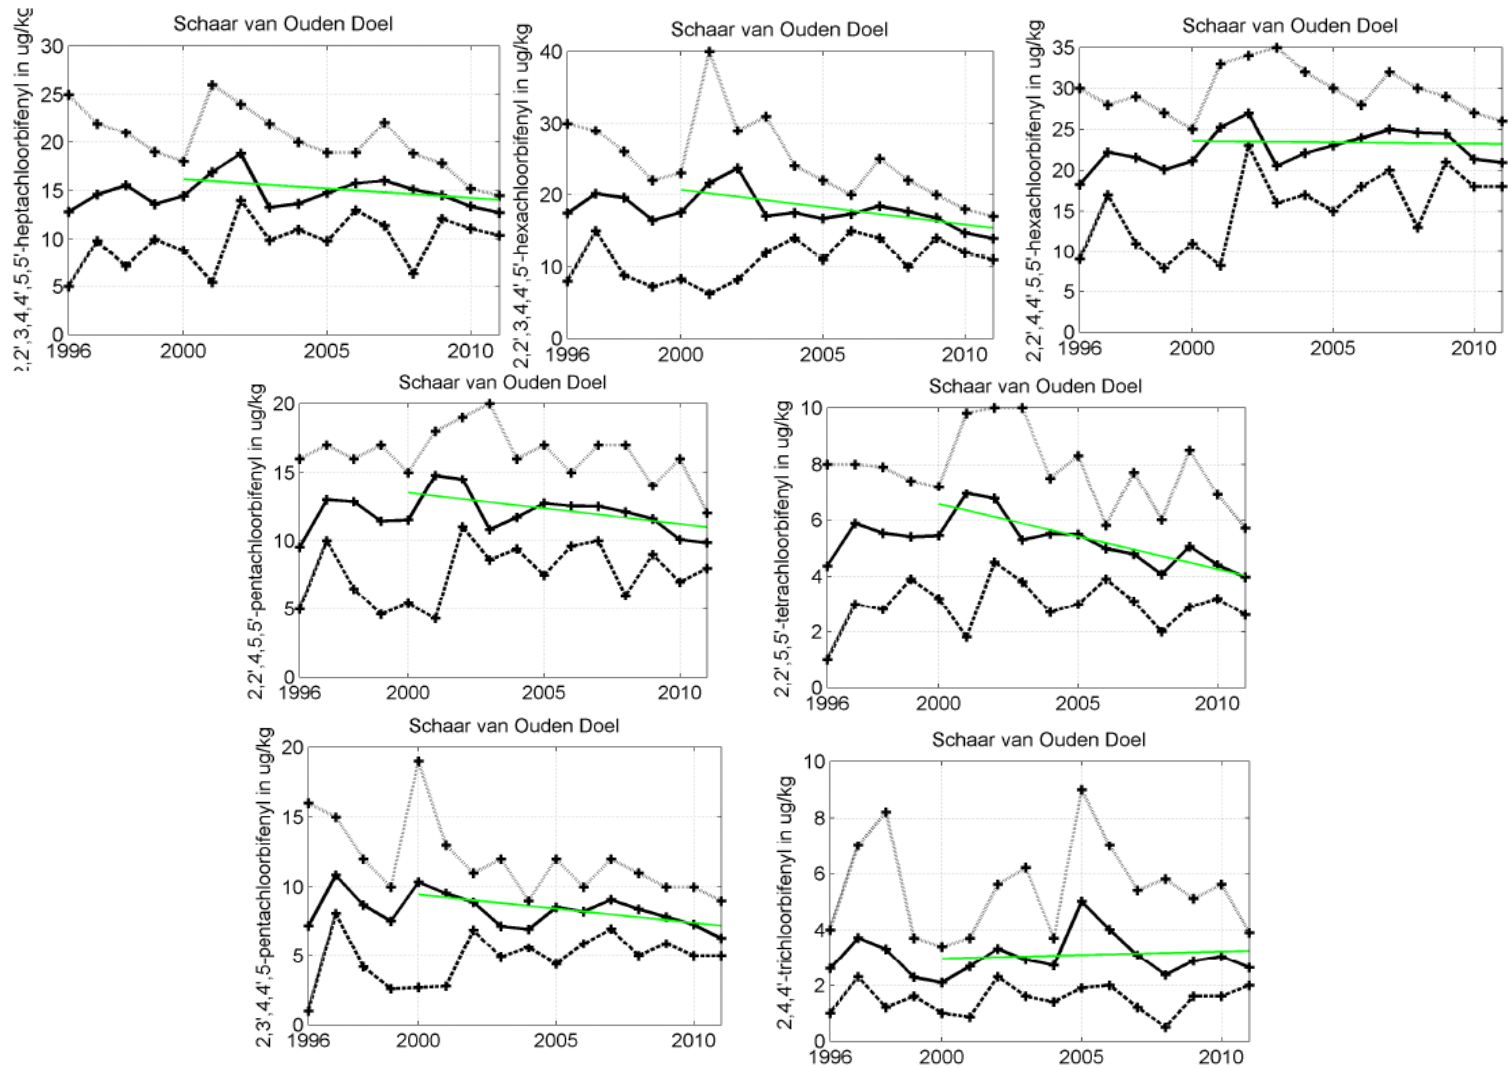 Schaar van Ouden Doel
2,2',3,4,4',5,5'-heptachloorbifenyl in ug/kg
30
25
20
15
10
5
0
1996 2000 2005 2010
Schaar van Ouden Doel
2,2',3,4,4',5'-hexachloorbifenyl in ug/kg
40
30
20
10
0
1996 2000 2005 2010
Schaar van Ouden Doel
2,2',4,4',5,5'-hexachloorbifenyl in ug/kg
35
30
25
20
15
10
5
0
1996 2000 2005 2010
Schaar van Ouden Doel
2,2',4,5,5'-pentachloorbifenyl in ug/kg
20
15
10
5
0
1996 2000 2005 2010
Schaar van Ouden Doel
2,2',5,5'-tetrachloorbifenyl in ug/kg
10
8
6
4
2
0
1996 2000 2005 2010
Schaar van Ouden Doel
2,3',4,4',5-pentachloorbifenyl in ug/kg
20
15
10
5
0
1996 2000 2005 2010
Schaar van Ouden Doel
2,4,4'-trichloorbifenyl in ug/kg
10
8
6
4
2
0
1996 2000 2005 2010